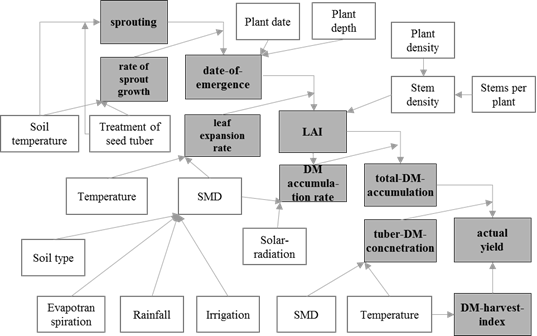 sprouting
Plant date
Plant
depth
Plant
density
rate of
sprout
growth
date-of-
emergence
Stem
density
Stems per
plant
Soil
temperature
Treatment of
seed tuber
leaf
expansion
rate
LAI
Temperature
SMD
DM
accumula-
tion rate
total-DM-
accumulation
Solar-
radiation
tuber-DM-
concnetration
actual
yield
Soil type
Evapotran
spiration
Rainfall
Irrigation
SMD
Temperature
DM-harvest-
index